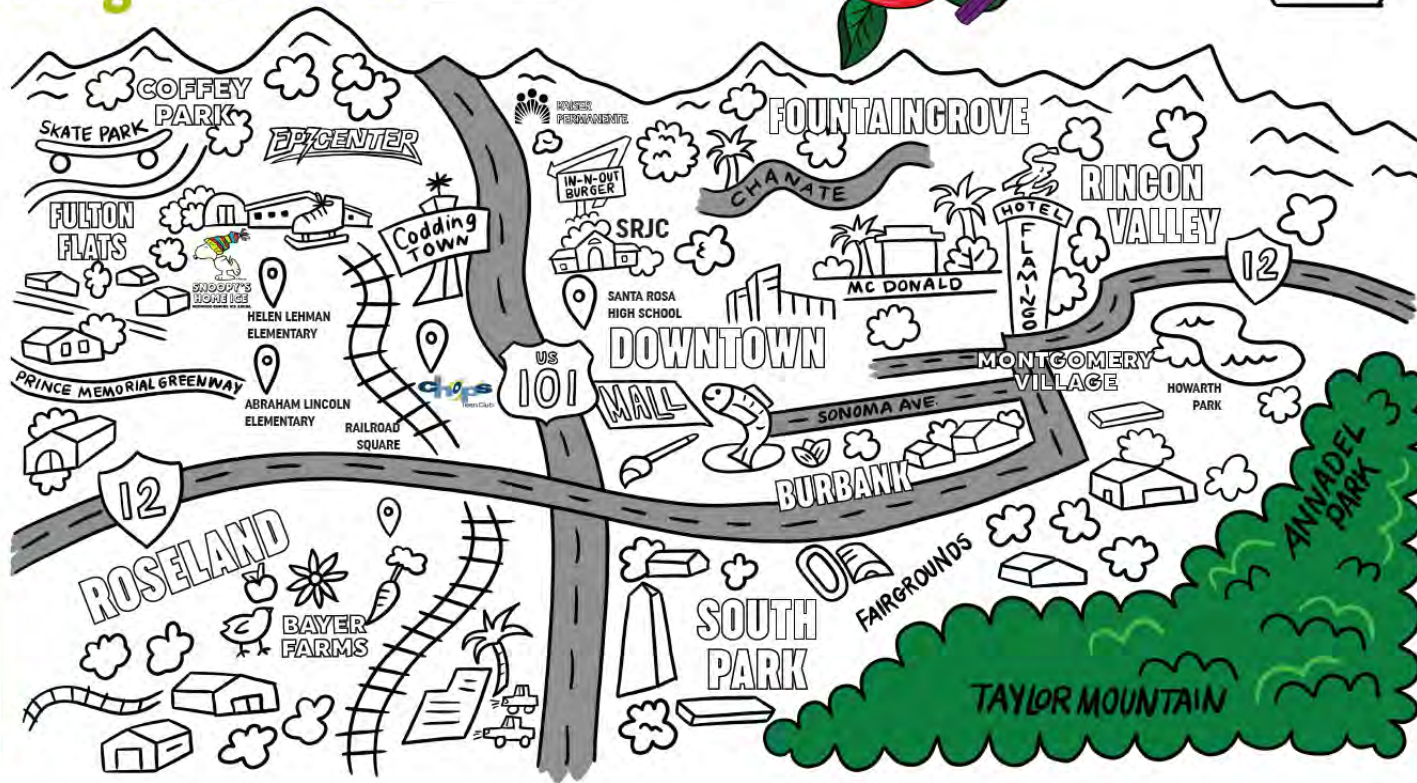 COFFEY
PARK
SKATE PARK
EPICENTER
KAISER
PERMANENTE
FOUNTAINGROVE
IN-N-OUT
BURGER
CHANATE
RINCON
VALLEY
FULTON
FLATS
Codding
TOWN
SRJC
HOTEL
FLAMINGO
12
SNOOPY'S
HOME ICE
HELEN LEHMAN
ELEMENTARY
SANTA ROSA
HIGH SCHOOL
MC DONALD
DOWNTOWN
US
101
MONTGOMERY
VILLAGE
HOWARTH
PARK
PRINCE MEMORIAL GREENWAY
ABRAHAM LINCOLN
ELEMENTARY
chops
Teen Club
MALL
SONOMA AVE.
RAILROAD
SQUARE
12
BURBANK
ANNADEL
PARK
ROSELAND
FAIRGROUNDS
BAYER
FARMS
SOUTH
PARK
TAYLOR MOUNTAIN